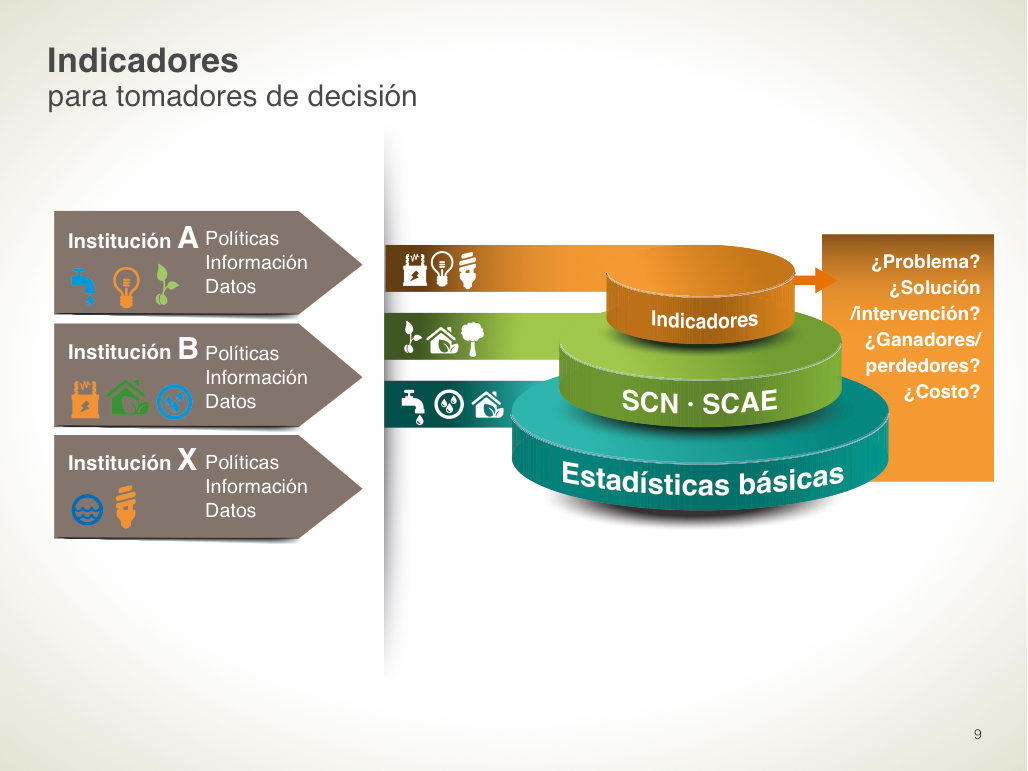 Indicadores
para tomadores de decisión
Institución A
Políticas
Información
Datos
Institución B
Políticas
Información
Datos
Institución X
Políticas
Información
Datos
Indicadores
SCN · SCAE
Estadísticas básicas
¿Problema?
¿Solución
/intervención?
¿Ganadores/
perdedores?
¿Costo?
9